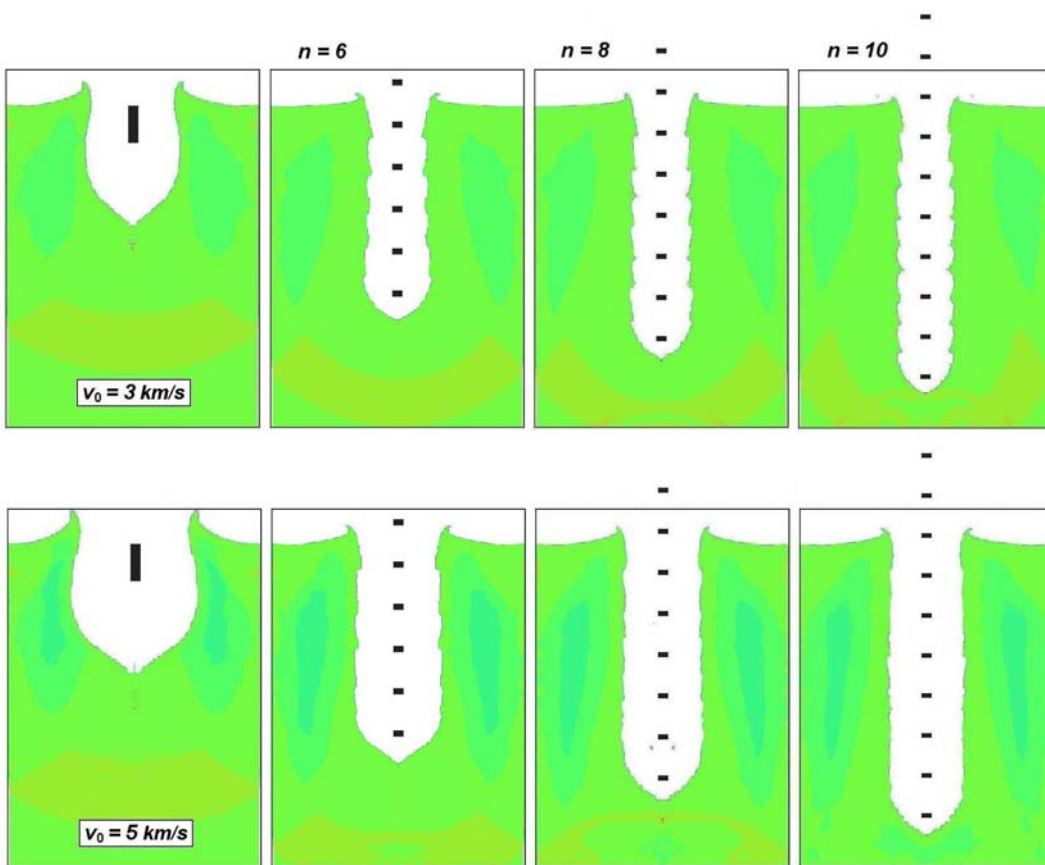 n = 6
n = 8
n = 10
v₀ = 3 km/s
v₀ = 5 km/s